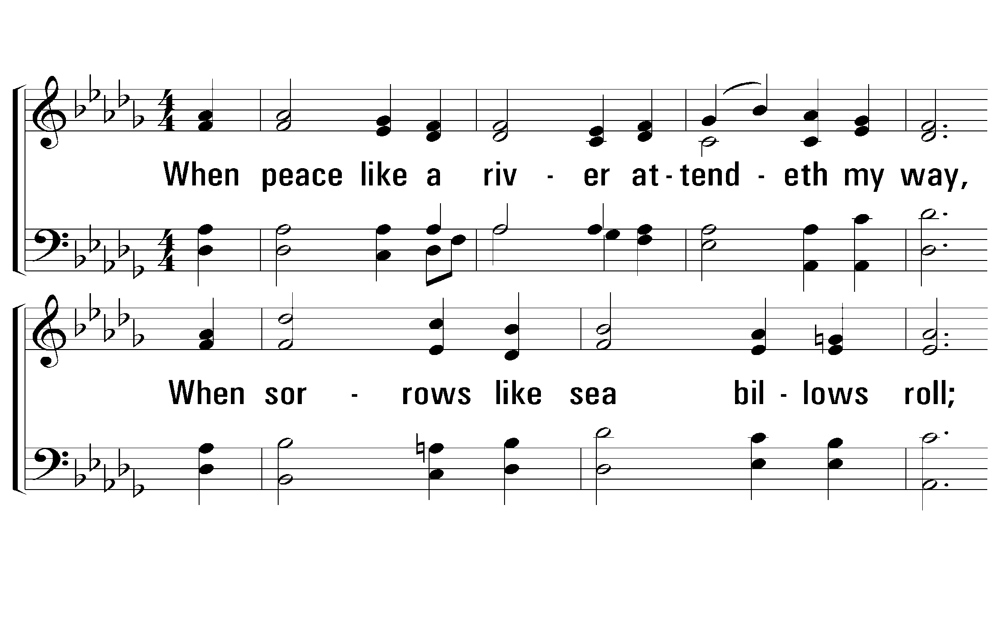 When peace like a riv - er at - tend - eth my way,
When sor - rows like sea bil - lows roll;